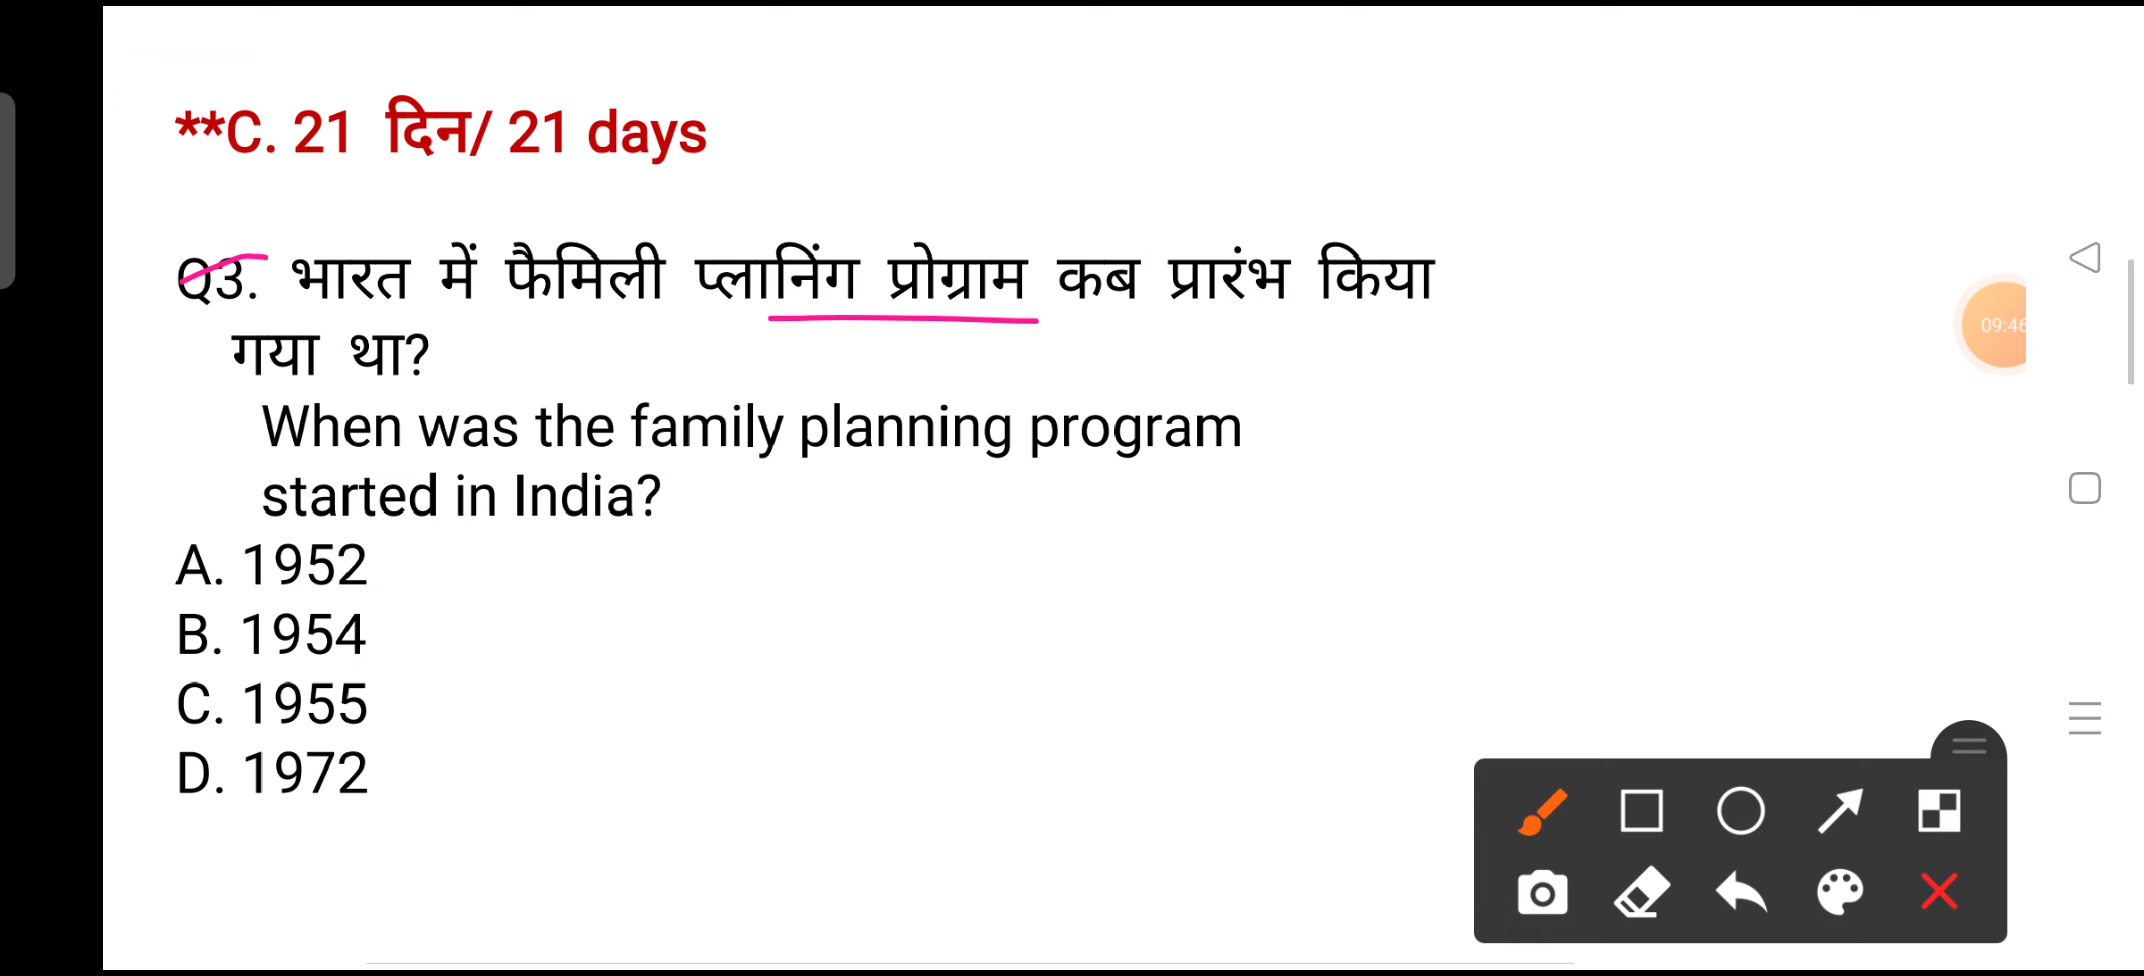 **C. 21 दिन/ 21 days
Q3. भारत में फैमिली प्लानिंग प्रोग्राम कब प्रारंभ किया
गया था?
When was the family planning program
started in India?
A. 1952
B. 1954
C. 1955
D. 1972
09:46